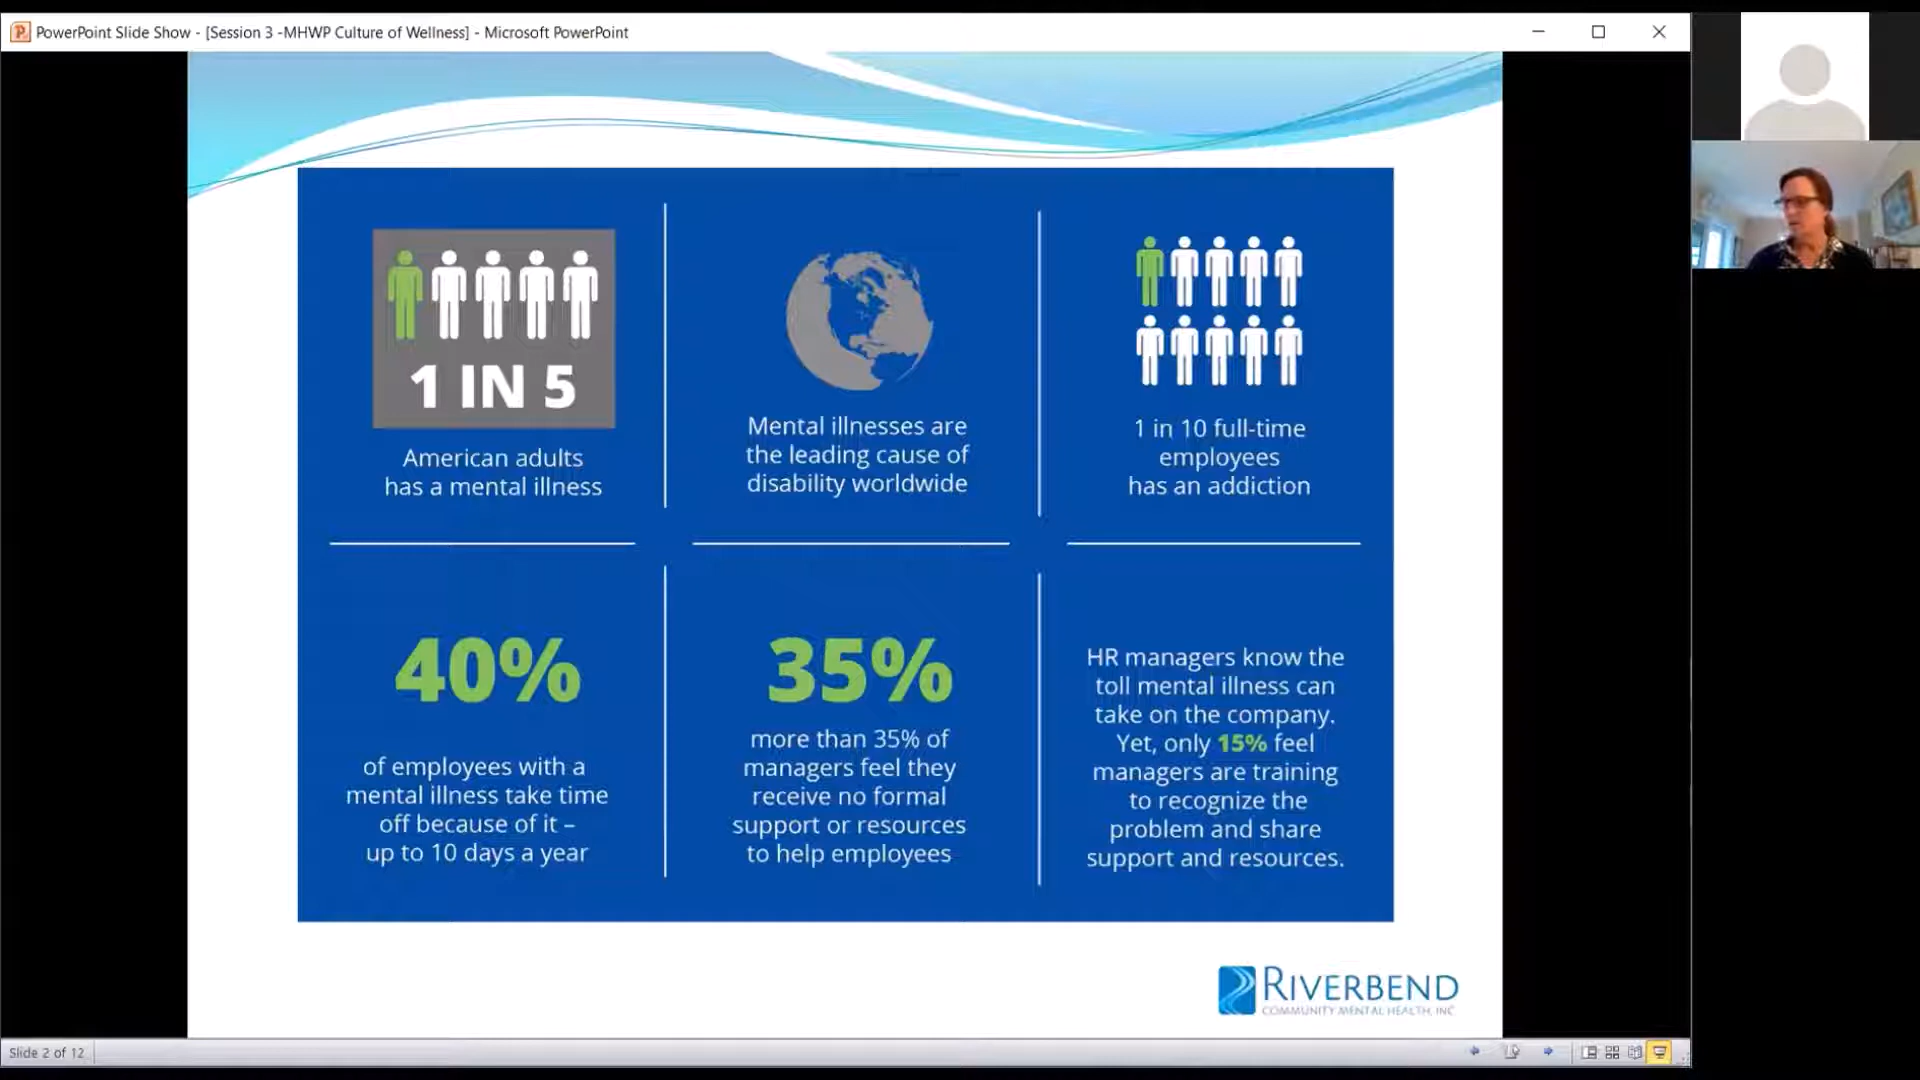 PowerPoint Slide Show - [Session 3 -MHWP Culture of Wellness] - Microsoft PowerPoint
1 IN 5
American adults
has a mental illness
Mental illnesses are
the leading cause of
disability worldwide
1 in 10 full-time
employees
has an addiction
40%
of employees with a
mental illness take time
off because of it –
up to 10 days a year
35%
more than 35% of
managers feel they
receive no formal
support or resources
to help employees
HR managers know the
toll mental illness can
take on the company.
Yet, only 15% feel
managers are training
to recognize the
problem and share
support and resources.
RIVERBEND
COMMUNITY MENTAL HEALTH, INC
Slide 2 of 12